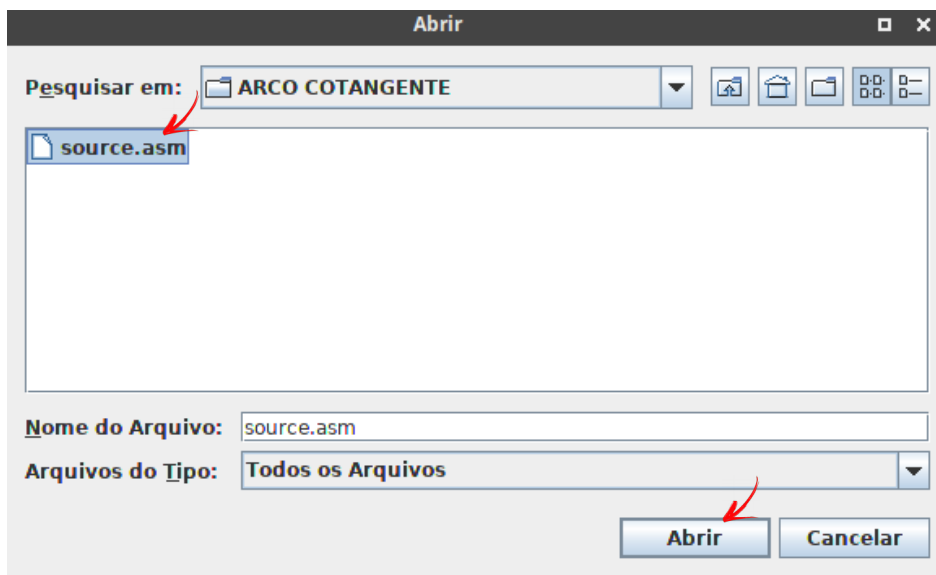 Abrir
Pesquisar em: ARCO COTANGENTE
source.asm
Nome do Arquivo: source.asm
Arquivos do Tipo: Todos os Arquivos
Abrir Cancelar